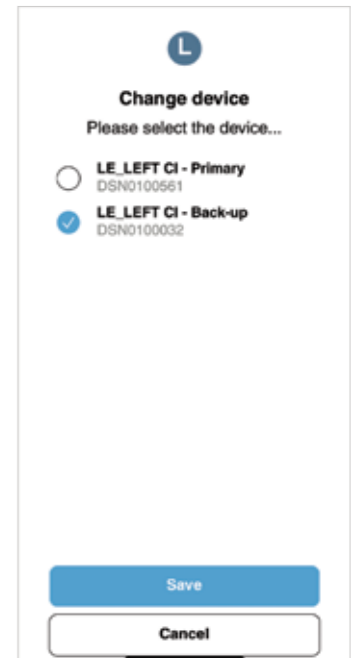 L
Change device
Please select the device...
LE_LEFT CI - Primary
DSN0100561
LE_LEFT CI - Back-up
DSN0100032
Save
Cancel